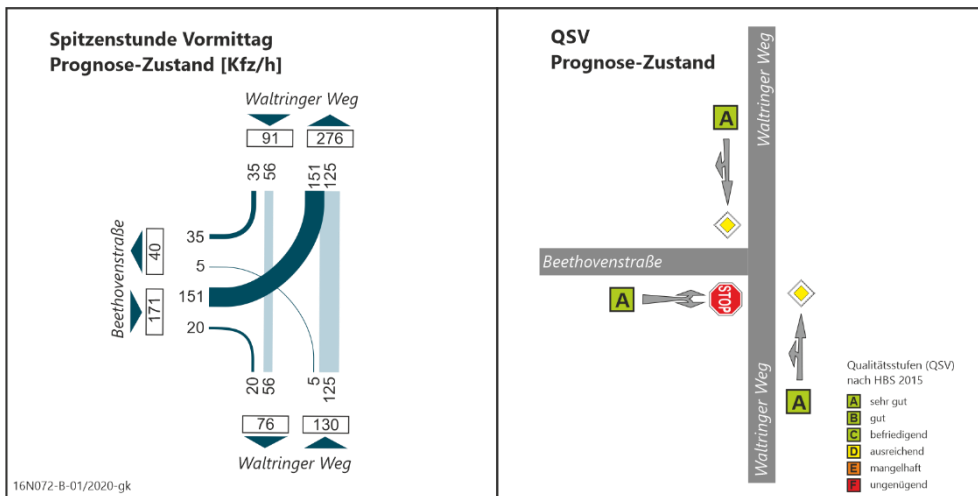 Spitzenstunde Vormittag
Prognose-Zustand [Kfz/h]
Waltringer Weg
91
276
35
56
151
125
Beethovenstraße
40
171
35
5
151
20
20
56
5
125
76
130
Waltringer Weg
16N072-B-01/2020-gk
QSV
Prognose-Zustand
Waltringer Weg
A
Beethovenstraße
A
STOP
A
Waltringer Weg
Qualitätsstufen (QSV)
nach HBS 2015
A sehr gut
B gut
C befriedigend
D ausreichend
E mangelhaft
F ungenügend